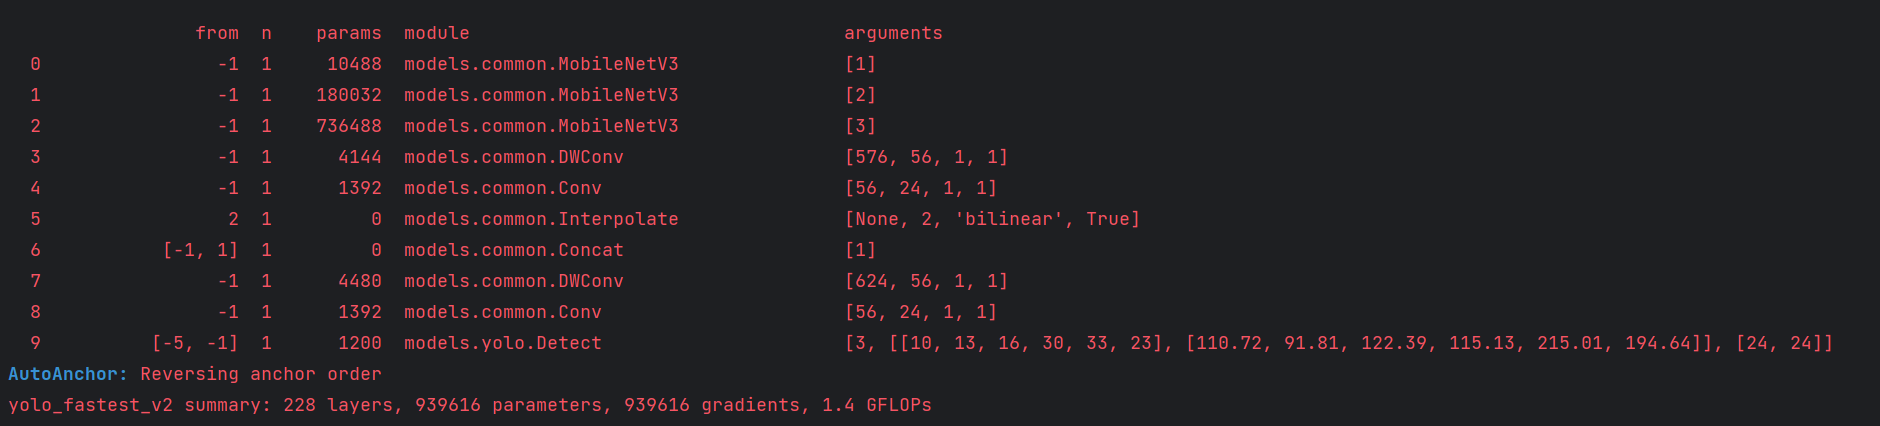 from  n    params  module                                  arguments
0                -1  1     10488  models.common.MobileNetV3               [1]
1                -1  1    180032  models.common.MobileNetV3               [2]
2                -1  1    736488  models.common.MobileNetV3               [3]
3                -1  1      4144  models.common.DWConv                    [576, 56, 1, 1]
4                -1  1      1392  models.common.Conv                      [56, 24, 1, 1]
5                 2  1         0  models.common.Interpolate               [None, 2, 'bilinear', True]
6           [-1, 1]  1         0  models.common.Concat                    [1]
7                -1  1      4480  models.common.DWConv                    [624, 56, 1, 1]
8                -1  1      1392  models.common.Conv                      [56, 24, 1, 1]
9          [-5, -1]  1      1200  models.yolo.Detect                      [3, [[10, 13, 16, 30, 33, 23], [110.72, 91.81, 122.39, 115.13, 215.01, 194.64]], [24, 24]]
AutoAnchor: Reversing anchor order
yolo_fastest_v2 summary: 228 layers, 939616 parameters, 939616 gradients, 1.4 GFLOPs